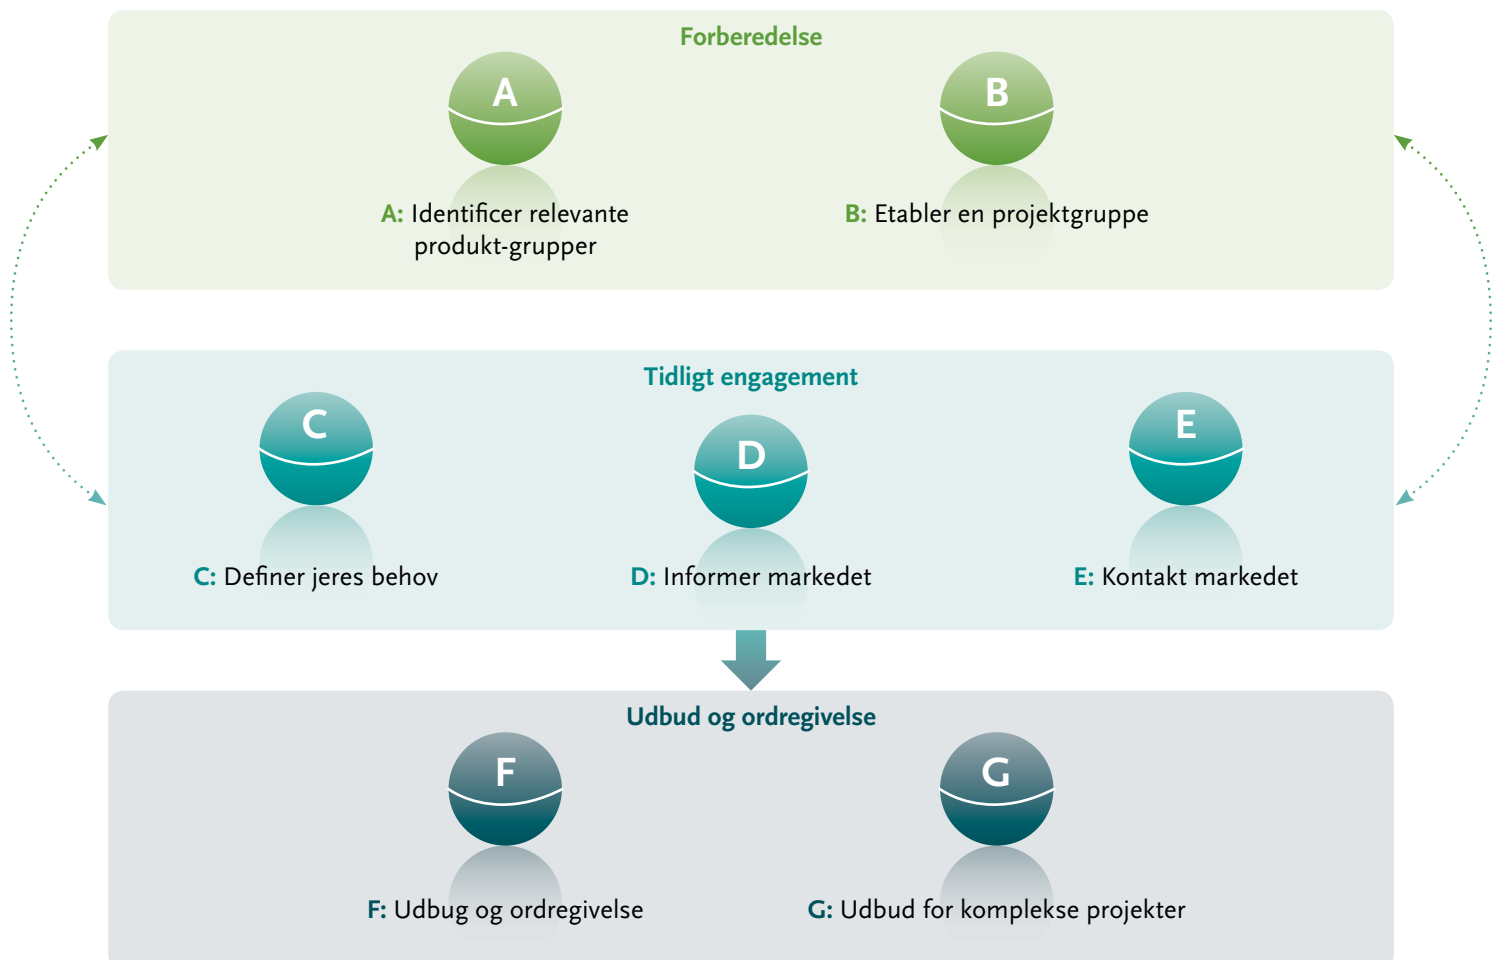 Forberedelse
A
B
A: Identificer relevante
produkt-grupper
B: Etabler en projektgruppe
Tidligt engagement
C
D
E
C: Definer jeres behov
D: Informer markedet
E: Kontakt markedet
Udbud og ordregivelse
F
G
F: Udbug og ordregivelse
G: Udbud for komplekse projekter